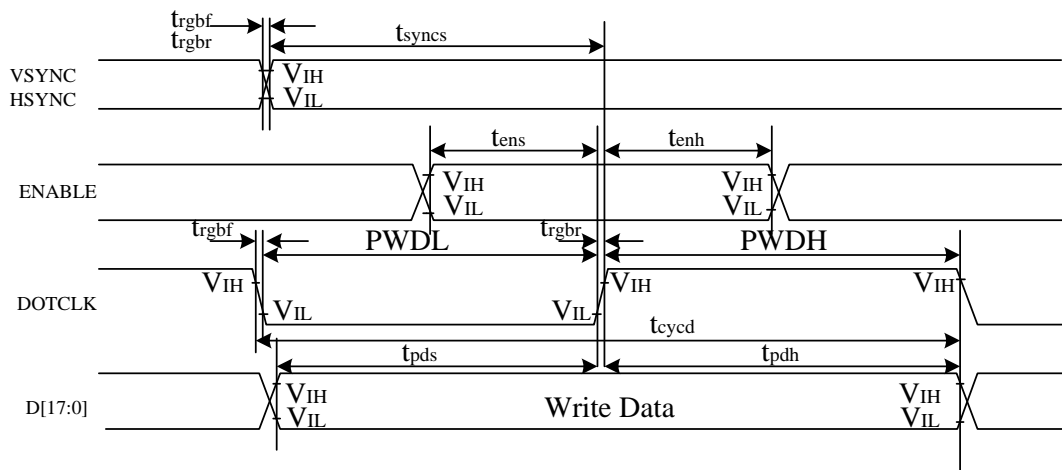 trgbf
trgbr
tsyncs
VSYNC
HSYNC
VIH
VIL
tens
tenh
ENABLE
VIH
VIL
VIH
VIL
trgbf
PWDL
trgbr
PWDH
DOTCLK
VIH
VIL
VIL
VIH
VIH
tcycd
tpds
tpdh
D[17:0]
VIH
VIL
Write Data
VIH
VIL